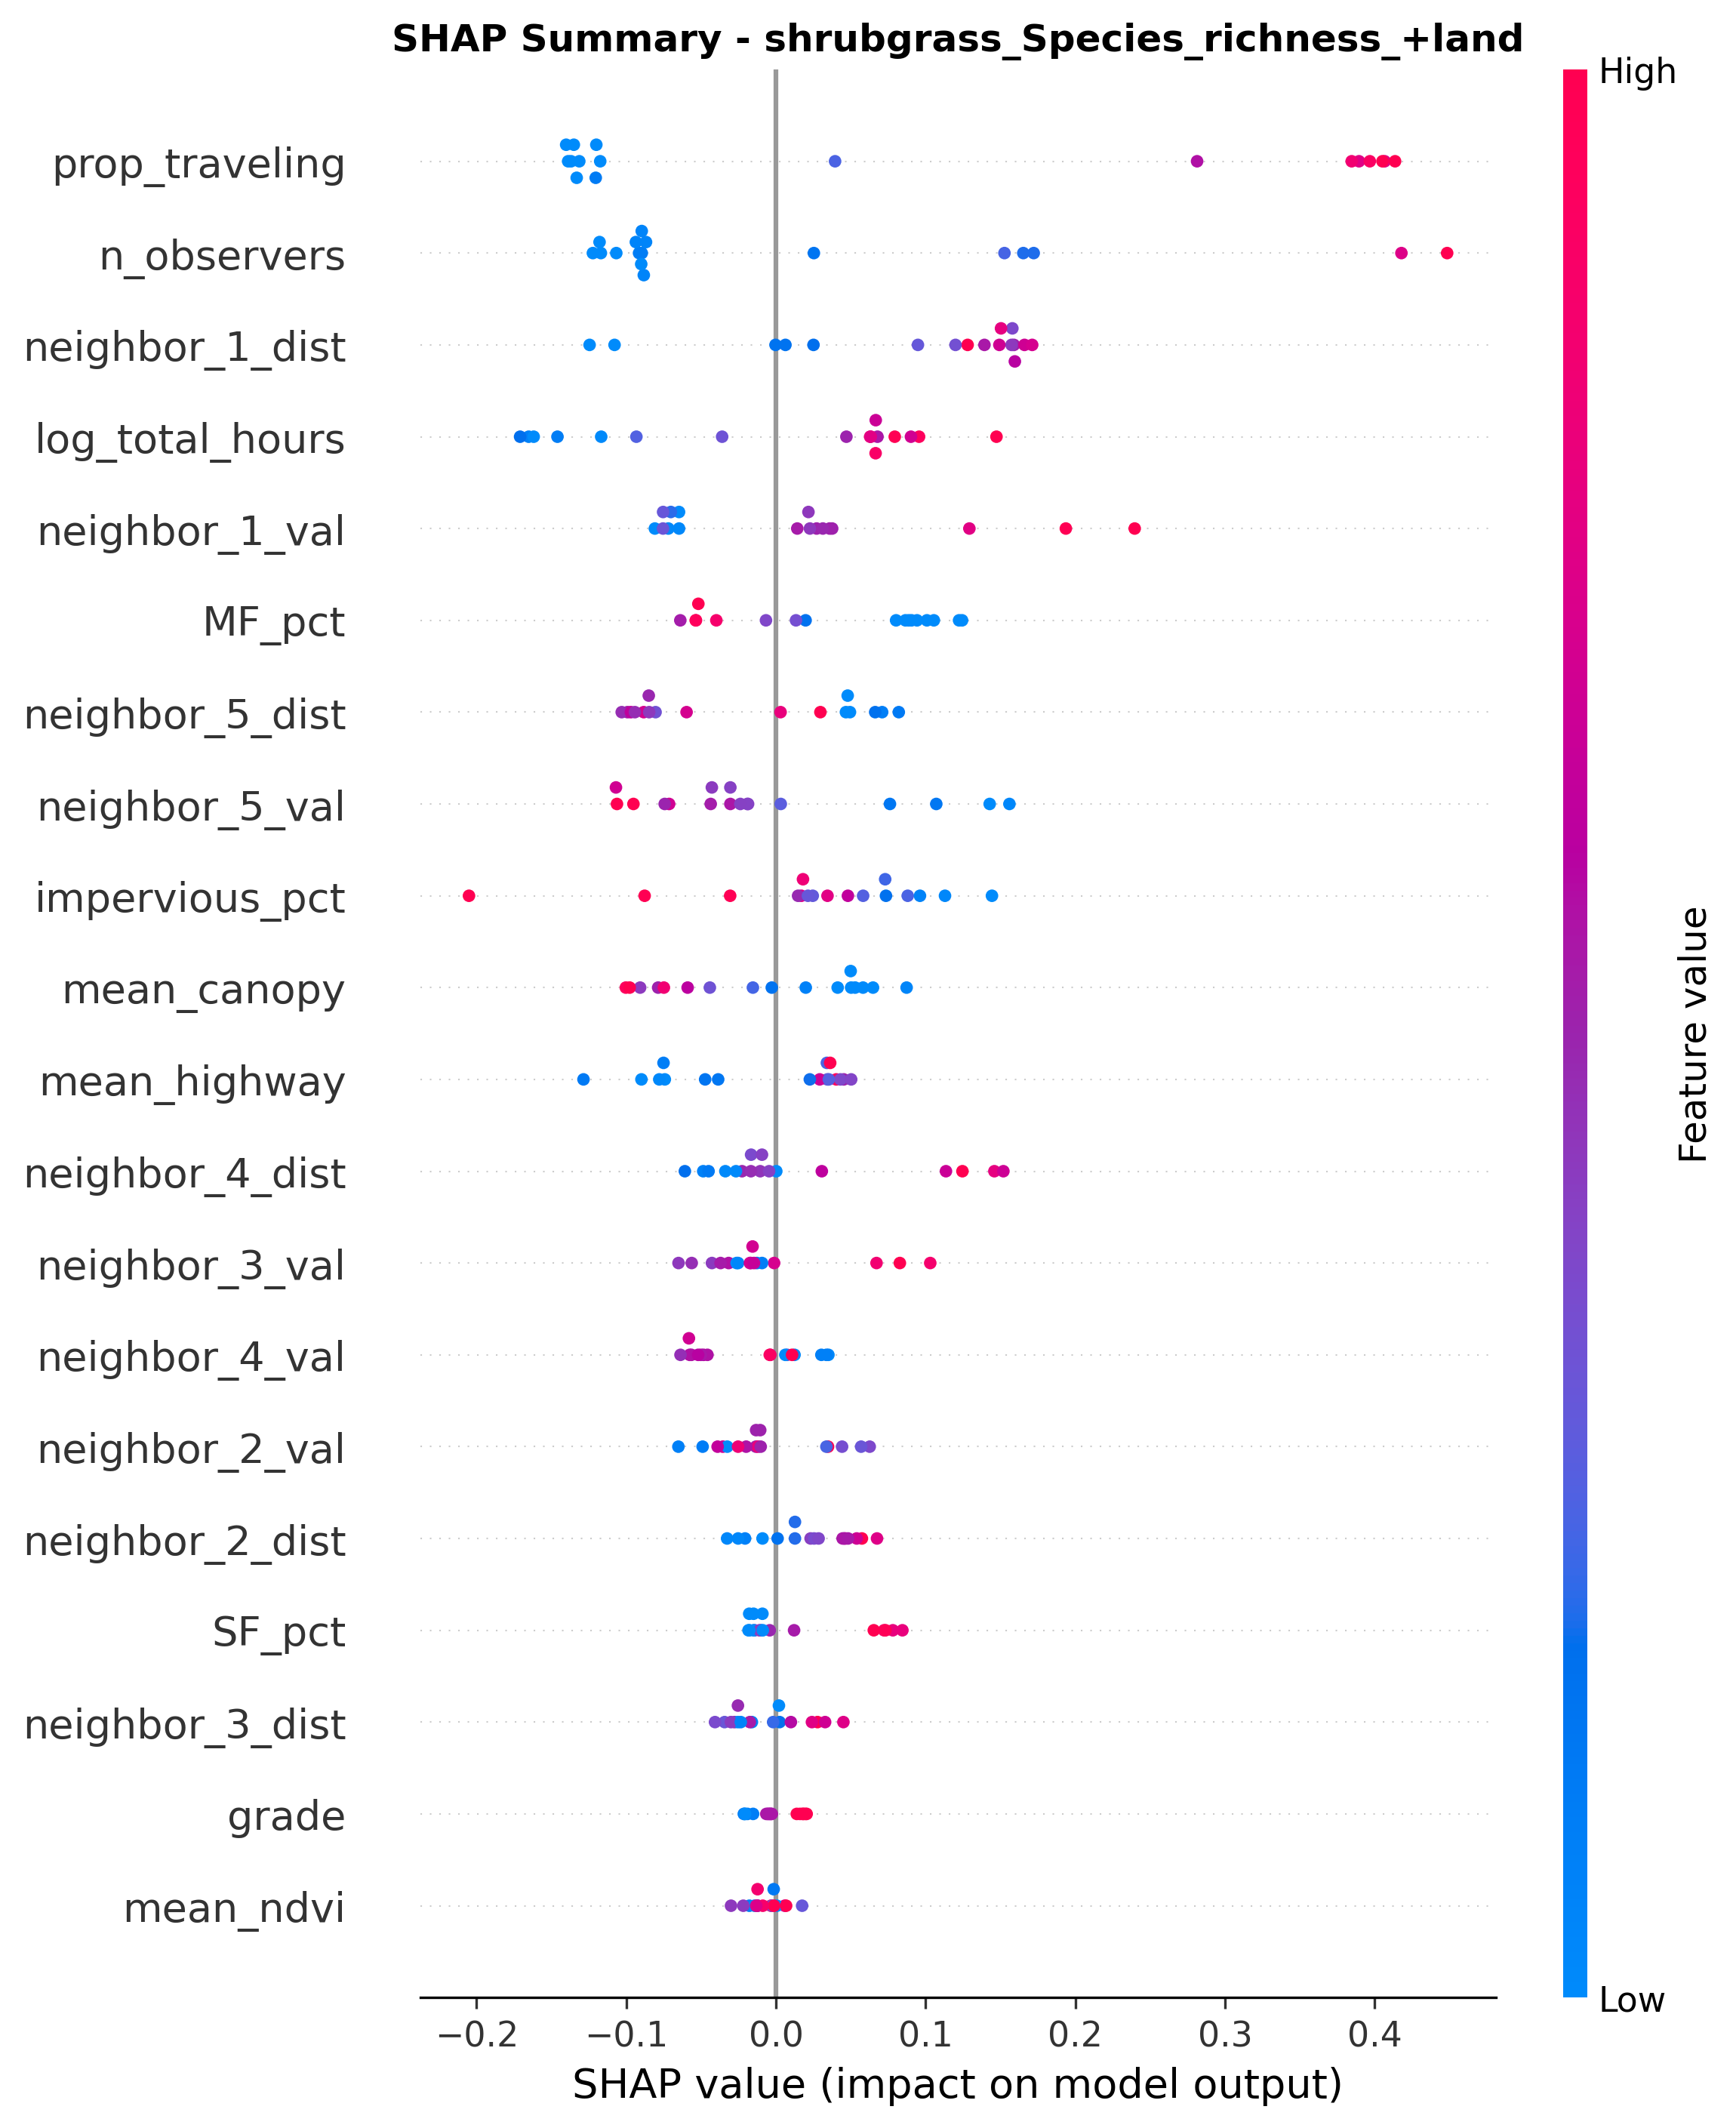 SHAP Summary - shrubgrass_Species_richness_+land
High
prop_traveling
n_observers
neighbor_1_dist
log_total_hours
neighbor_1_val
MF_pct
neighbor_5_dist
neighbor_5_val
impervious_pct
mean_canopy
mean_highway
neighbor_4_dist
neighbor_3_val
neighbor_4_val
neighbor_2_val
neighbor_2_dist
SF_pct
neighbor_3_dist
grade
mean_ndvi
Feature value
Low
−0.2 −0.1 0.0 0.1 0.2 0.3 0.4
SHAP value (impact on model output)